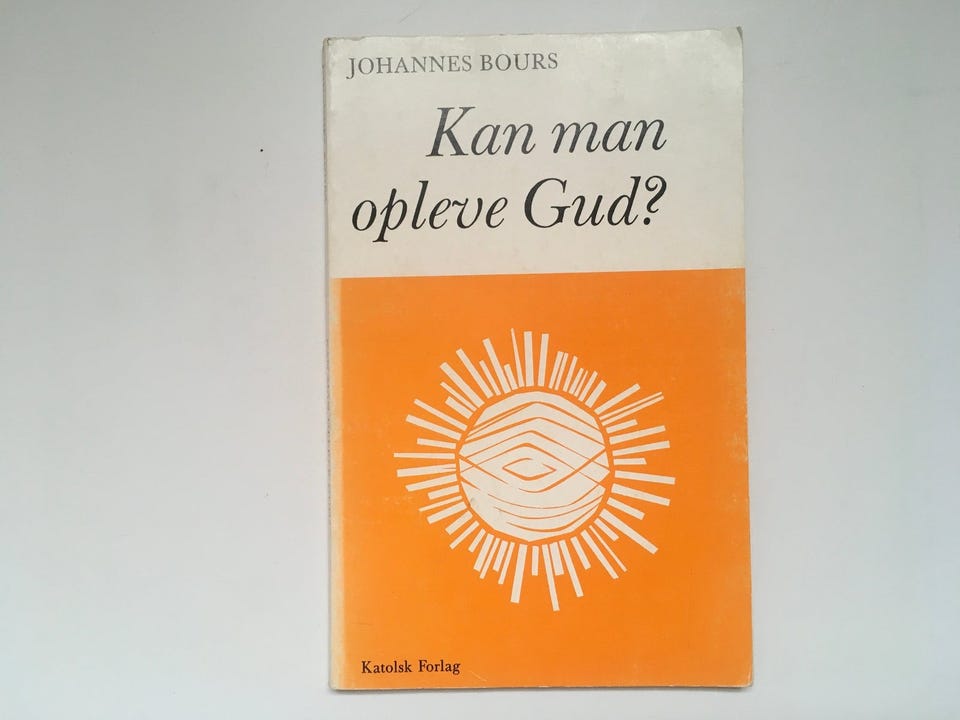 JOHANNES BOURS
Kan man
opleve Gud?
Katolsk Forlag